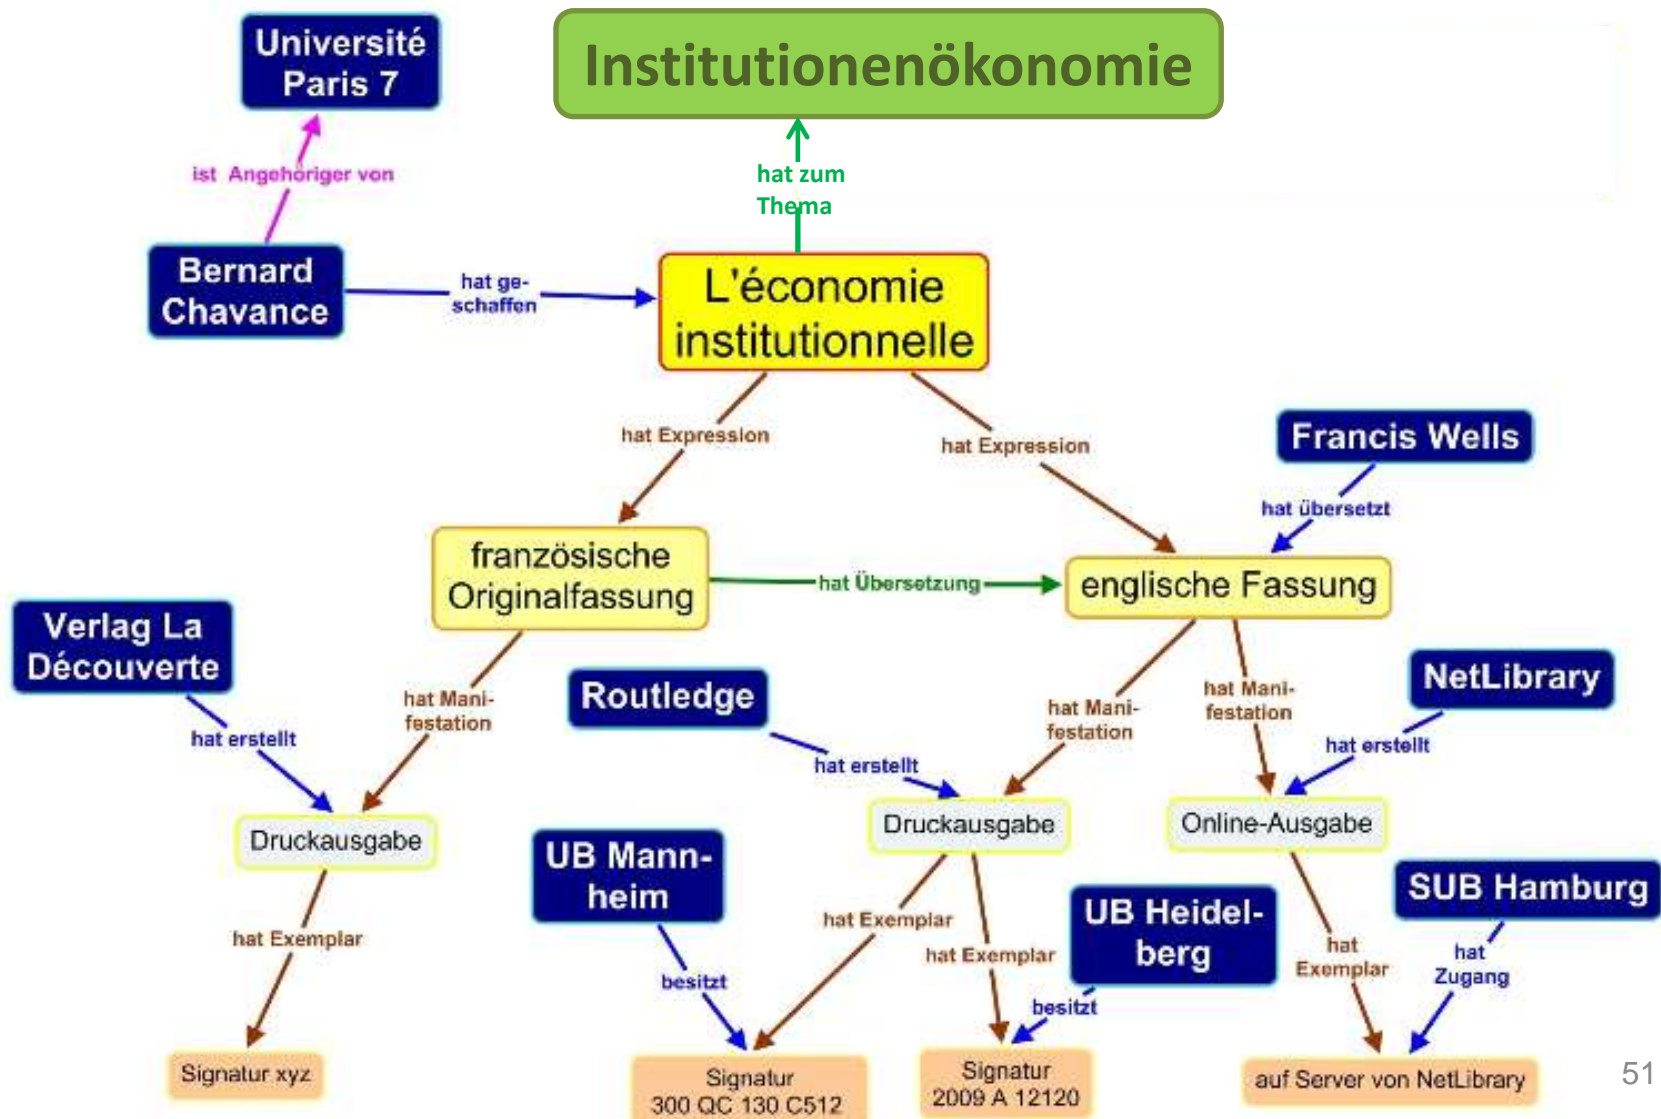 Université
Paris 7
Institutionenökonomie
ist Angehöriger von
hat zum
Thema
Bernard
Chavance
hat ge-
schaffen
L'économie
institutionnelle
hat Expression
hat Expression
Francis Wells
hat übersetzt
französische
Originalfassung
hat Übersetzung
englische Fassung
Verlag La
Découverte
hat erstellt
hat Mani-
festation
Routledge
hat erstellt
hat Mani-
festation
hat Mani-
festation
NetLibrary
hat erstellt
Druckausgabe
Druckausgabe
Online-Ausgabe
UB Mann-
heim
SUB Hamburg
UB Heidel-
berg
hat Exemplar
hat Exemplar
hat Exemplar
hat
Exemplar
hat
Zugang
besitzt
besitzt
Signatur xyz
Signatur
300 QC 130 C512
Signatur
2009 A 12120
auf Server von NetLibrary
51